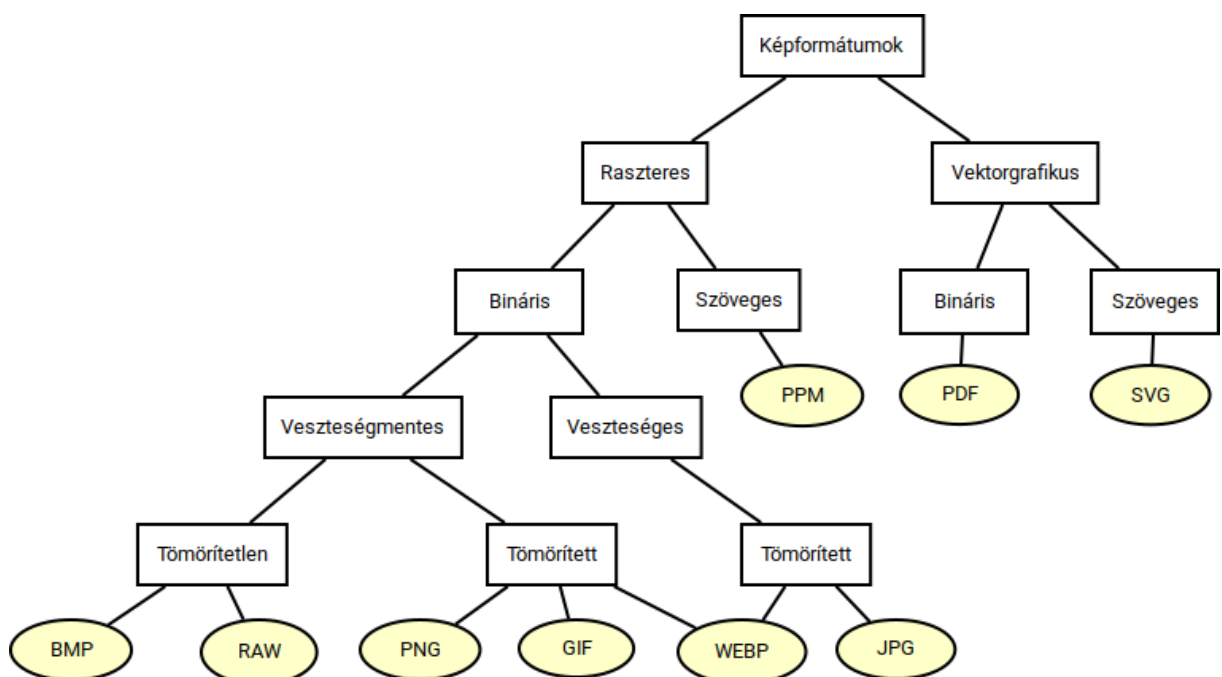 Képformátumok
Raszteres
Vektorgrafikus
Bináris
Szöveges
Bináris
Szöveges
PPM
PDF
SVG
Veszteségmentes
Veszteséges
Tömörítetlen
Tömörített
Tömörített
BMP
RAW
PNG
GIF
WEBP
JPG